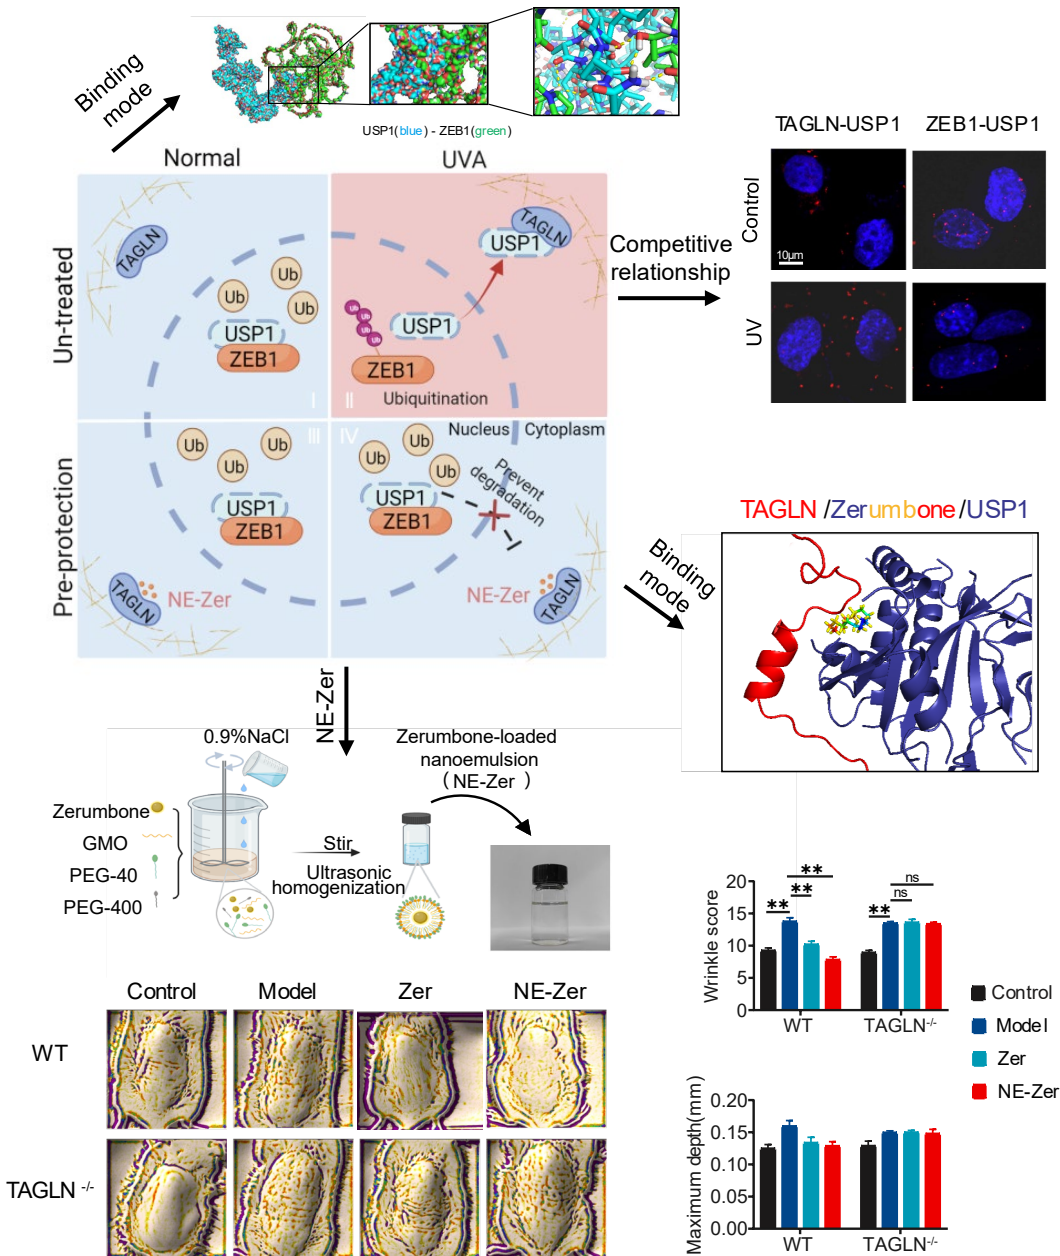 Binding
mode
USP1(blue) - ZEB1(green)
Normal
UVA
Un-treated
Pre-protection
TAGLN
Ub
Ub
Ub
USP1
ZEB1
I
TAGLN
USP1
Ub
Ub
Ub
Ub
USP1
ZEB1
II
Ubiquitination
Ub
Ub
Ub
III
USP1
ZEB1
TAGLN
NE-Zer
IV
Nucleus
Cytoplasm
Ub
Ub
Ub
USP1
ZEB1
Prevent
degradation
NE-Zer
TAGLN
Competitive
relationship
TAGLN-USP1
ZEB1-USP1
Control
10μm
UV
Binding
mode
TAGLN /Zerumbone/USP1
NE-Zer
0.9%NaCl
Zerumbone
GMO
PEG-40
PEG-400
Stir
Ultrasonic
homogenization
Zerumbone-loaded
nanoemulsion
(NE-Zer)
Control
Model
Zer
NE-Zer
WT
TAGLN -/-
Wrinkle score
20
15
10
5
0
**
**
**
**
ns
ns
WT
TAGLN-/-
Control
Model
Zer
NE-Zer
Maximum depth(mm)
0.20
0.15
0.10
0.05
0.00
WT
TAGLN-/-